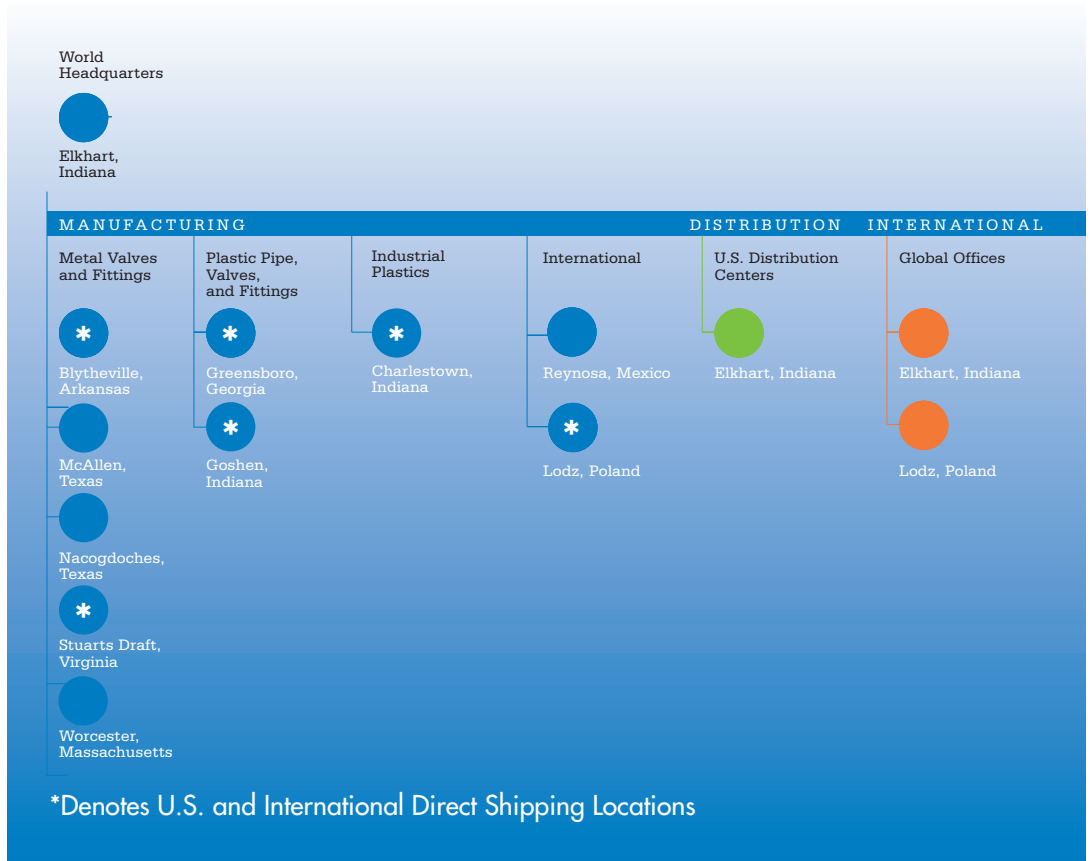 World
Headquarters
Elkhart,
Indiana
MANUFACTURING
DISTRIBUTION
INTERNATIONAL
Metal Valves
and Fittings
*
Blytheville,
Arkansas
McAllen,
Texas
Nacogdoches,
Texas
*
Stuarts Draft,
Virginia
Worcester,
Massachusetts
Plastic Pipe,
Valves,
and Fittings
*
Greensboro,
Georgia
*
Goshen,
Indiana
Industrial
Plastics
*
Charlestown,
Indiana
International
Reynosa, Mexico
*
Lodz, Poland
U.S. Distribution
Centers
Elkhart, Indiana
Global Offices
Elkhart, Indiana
Lodz, Poland
*Denotes U.S. and International Direct Shipping Locations